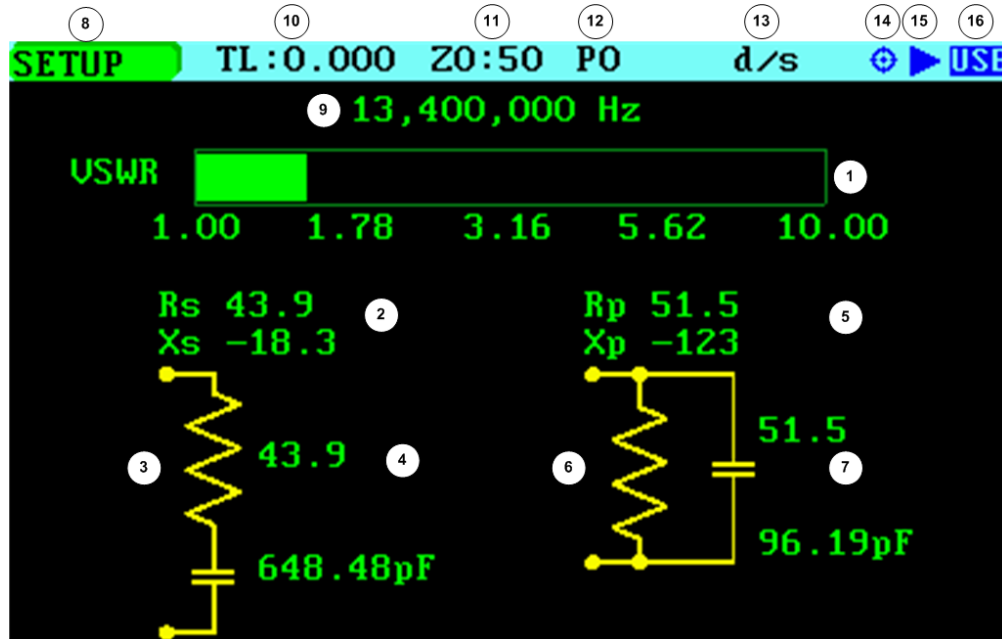 8 10 11 12 13 14 15 16
SETUP TL:0.000 Z0:50 P0 d/s USB
9 13,400,000 Hz
VSWR 1
1.00 1.78 3.16 5.62 10.00
Rs 43.9 2 Rp 51.5 5
Xs -18.3 Xp -123
51.5
3 43.9 4 6 7
96.19pF
648.48pF